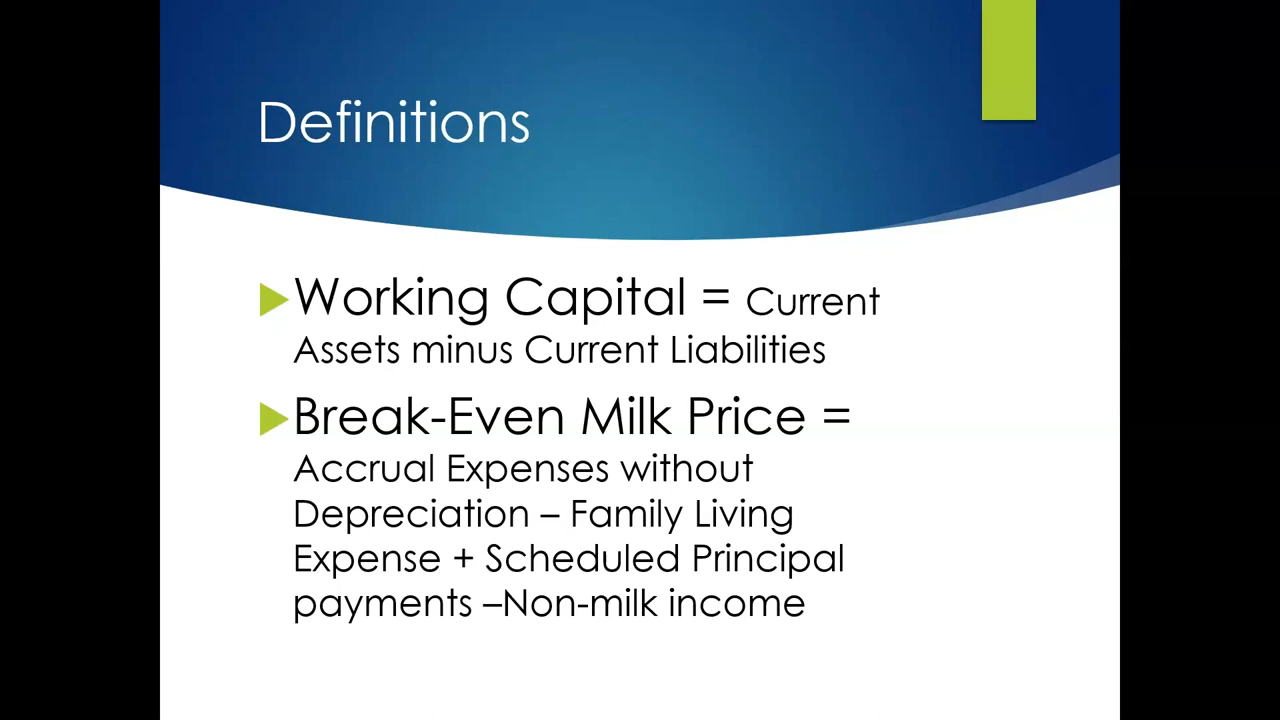 Definitions
Working Capital = Current
Assets minus Current Liabilities
Break-Even Milk Price =
Accrual Expenses without
Depreciation – Family Living
Expense + Scheduled Principal
payments –Non-milk income